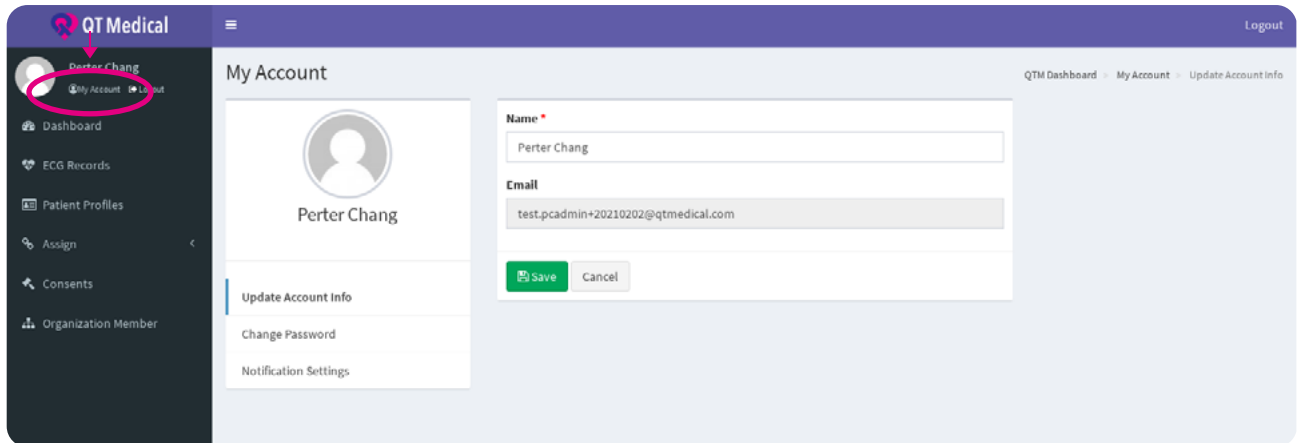 QT Medical
Logout
Perter Chang
My Account Logout
Dashboard
ECG Records
Patient Profiles
Assign
Consents
Organization Member
My Account
QTM Dashboard > My Account > Update Account Info
Perter Chang
Update Account Info
Change Password
Notification Settings
Name *
Perter Chang
Email
test.pcadmin+20210202@qtmedical.com
Save Cancel